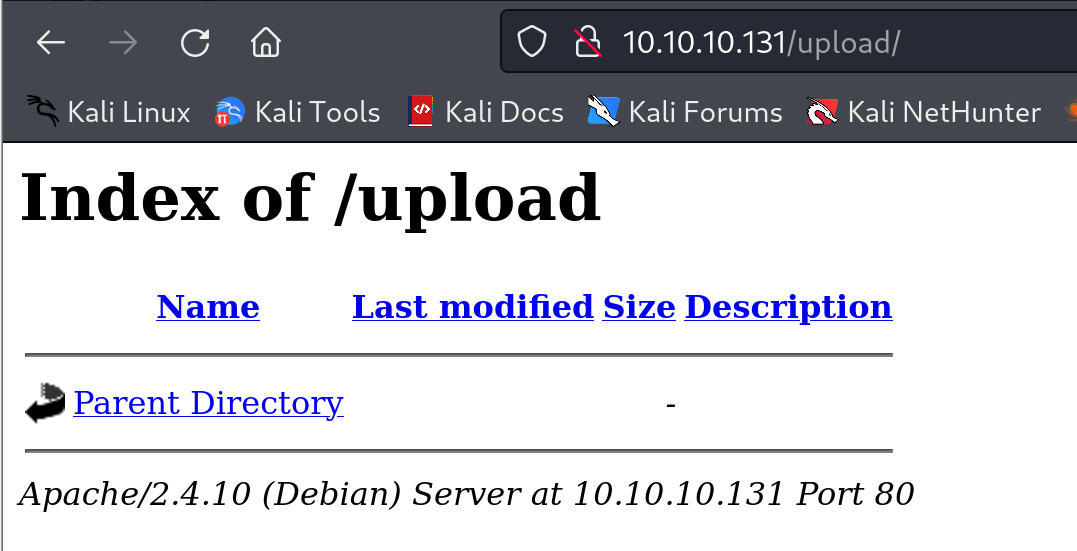 10.10.10.131/upload/
Kali Linux Kali Tools Kali Docs Kali Forums Kali NetHunter
Index of /upload
Name Last modified Size Description
Parent Directory -
Apache/2.4.10 (Debian) Server at 10.10.10.131 Port 80